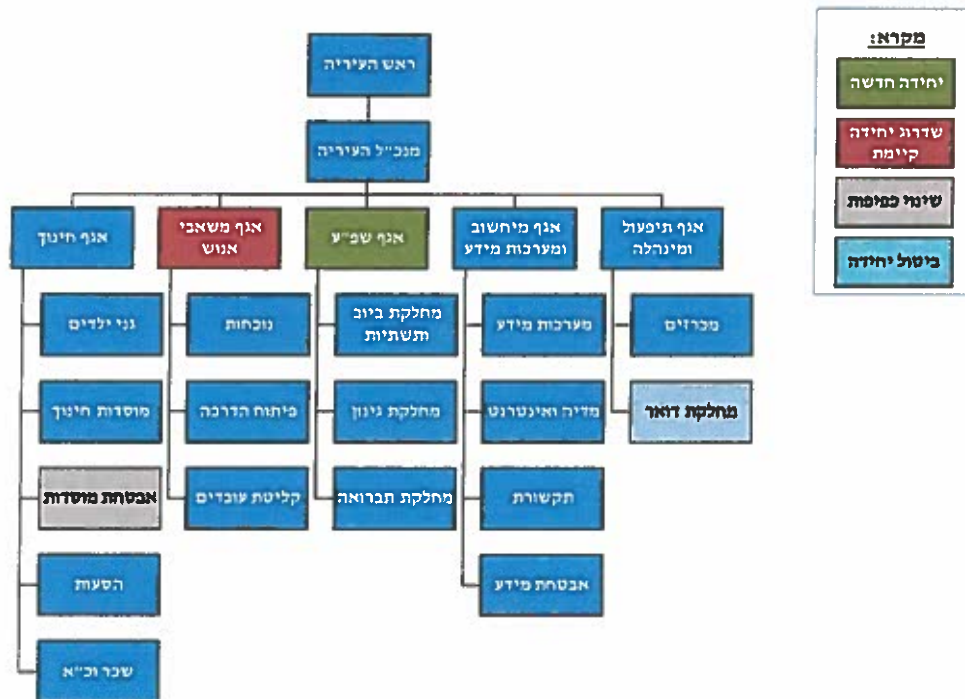 מקרא:
יחידה חדשה
שדרוג יחידה
קיימת
שינוי כפיפות
ביטול יחידה
ראש העיריה
מנכ"ל העיריה
אגף תיפעול
ומינהלה
אגף מיחשוב
ומערכות מידע
אגף שפ"ע
אגף משאבי
אנוש
אגף חינוך
מכרזים
מחלקת דואר
מערכות מידע
מדיה ואינטרנט
תקשורת
אבטחת מידע
מחלקת ביוב
ותשתיות
מחלקת גינון
מחלקת תברואה
נוכחות
פיתוח הדרכה
קליטת עובדים
גני ילדים
מוסדות חינוך
אבטחת מוסדות
הסעות
שכר וכ"א